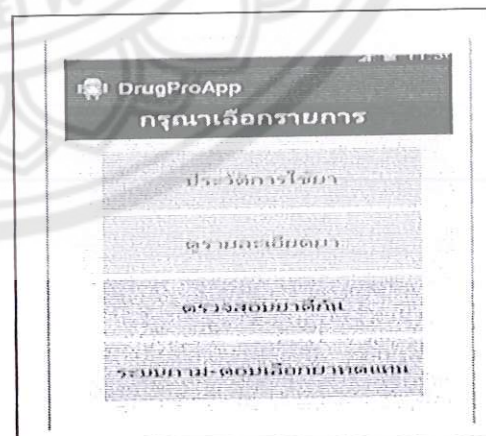 DrugProApp
กรุณาเลือกรายการ
ประวัติการใช้ยา
ดูรายละเอียดยา
ตรวจสอบยาตีกัน
ระบบถาม-ตอบเลือกยาทดแทน